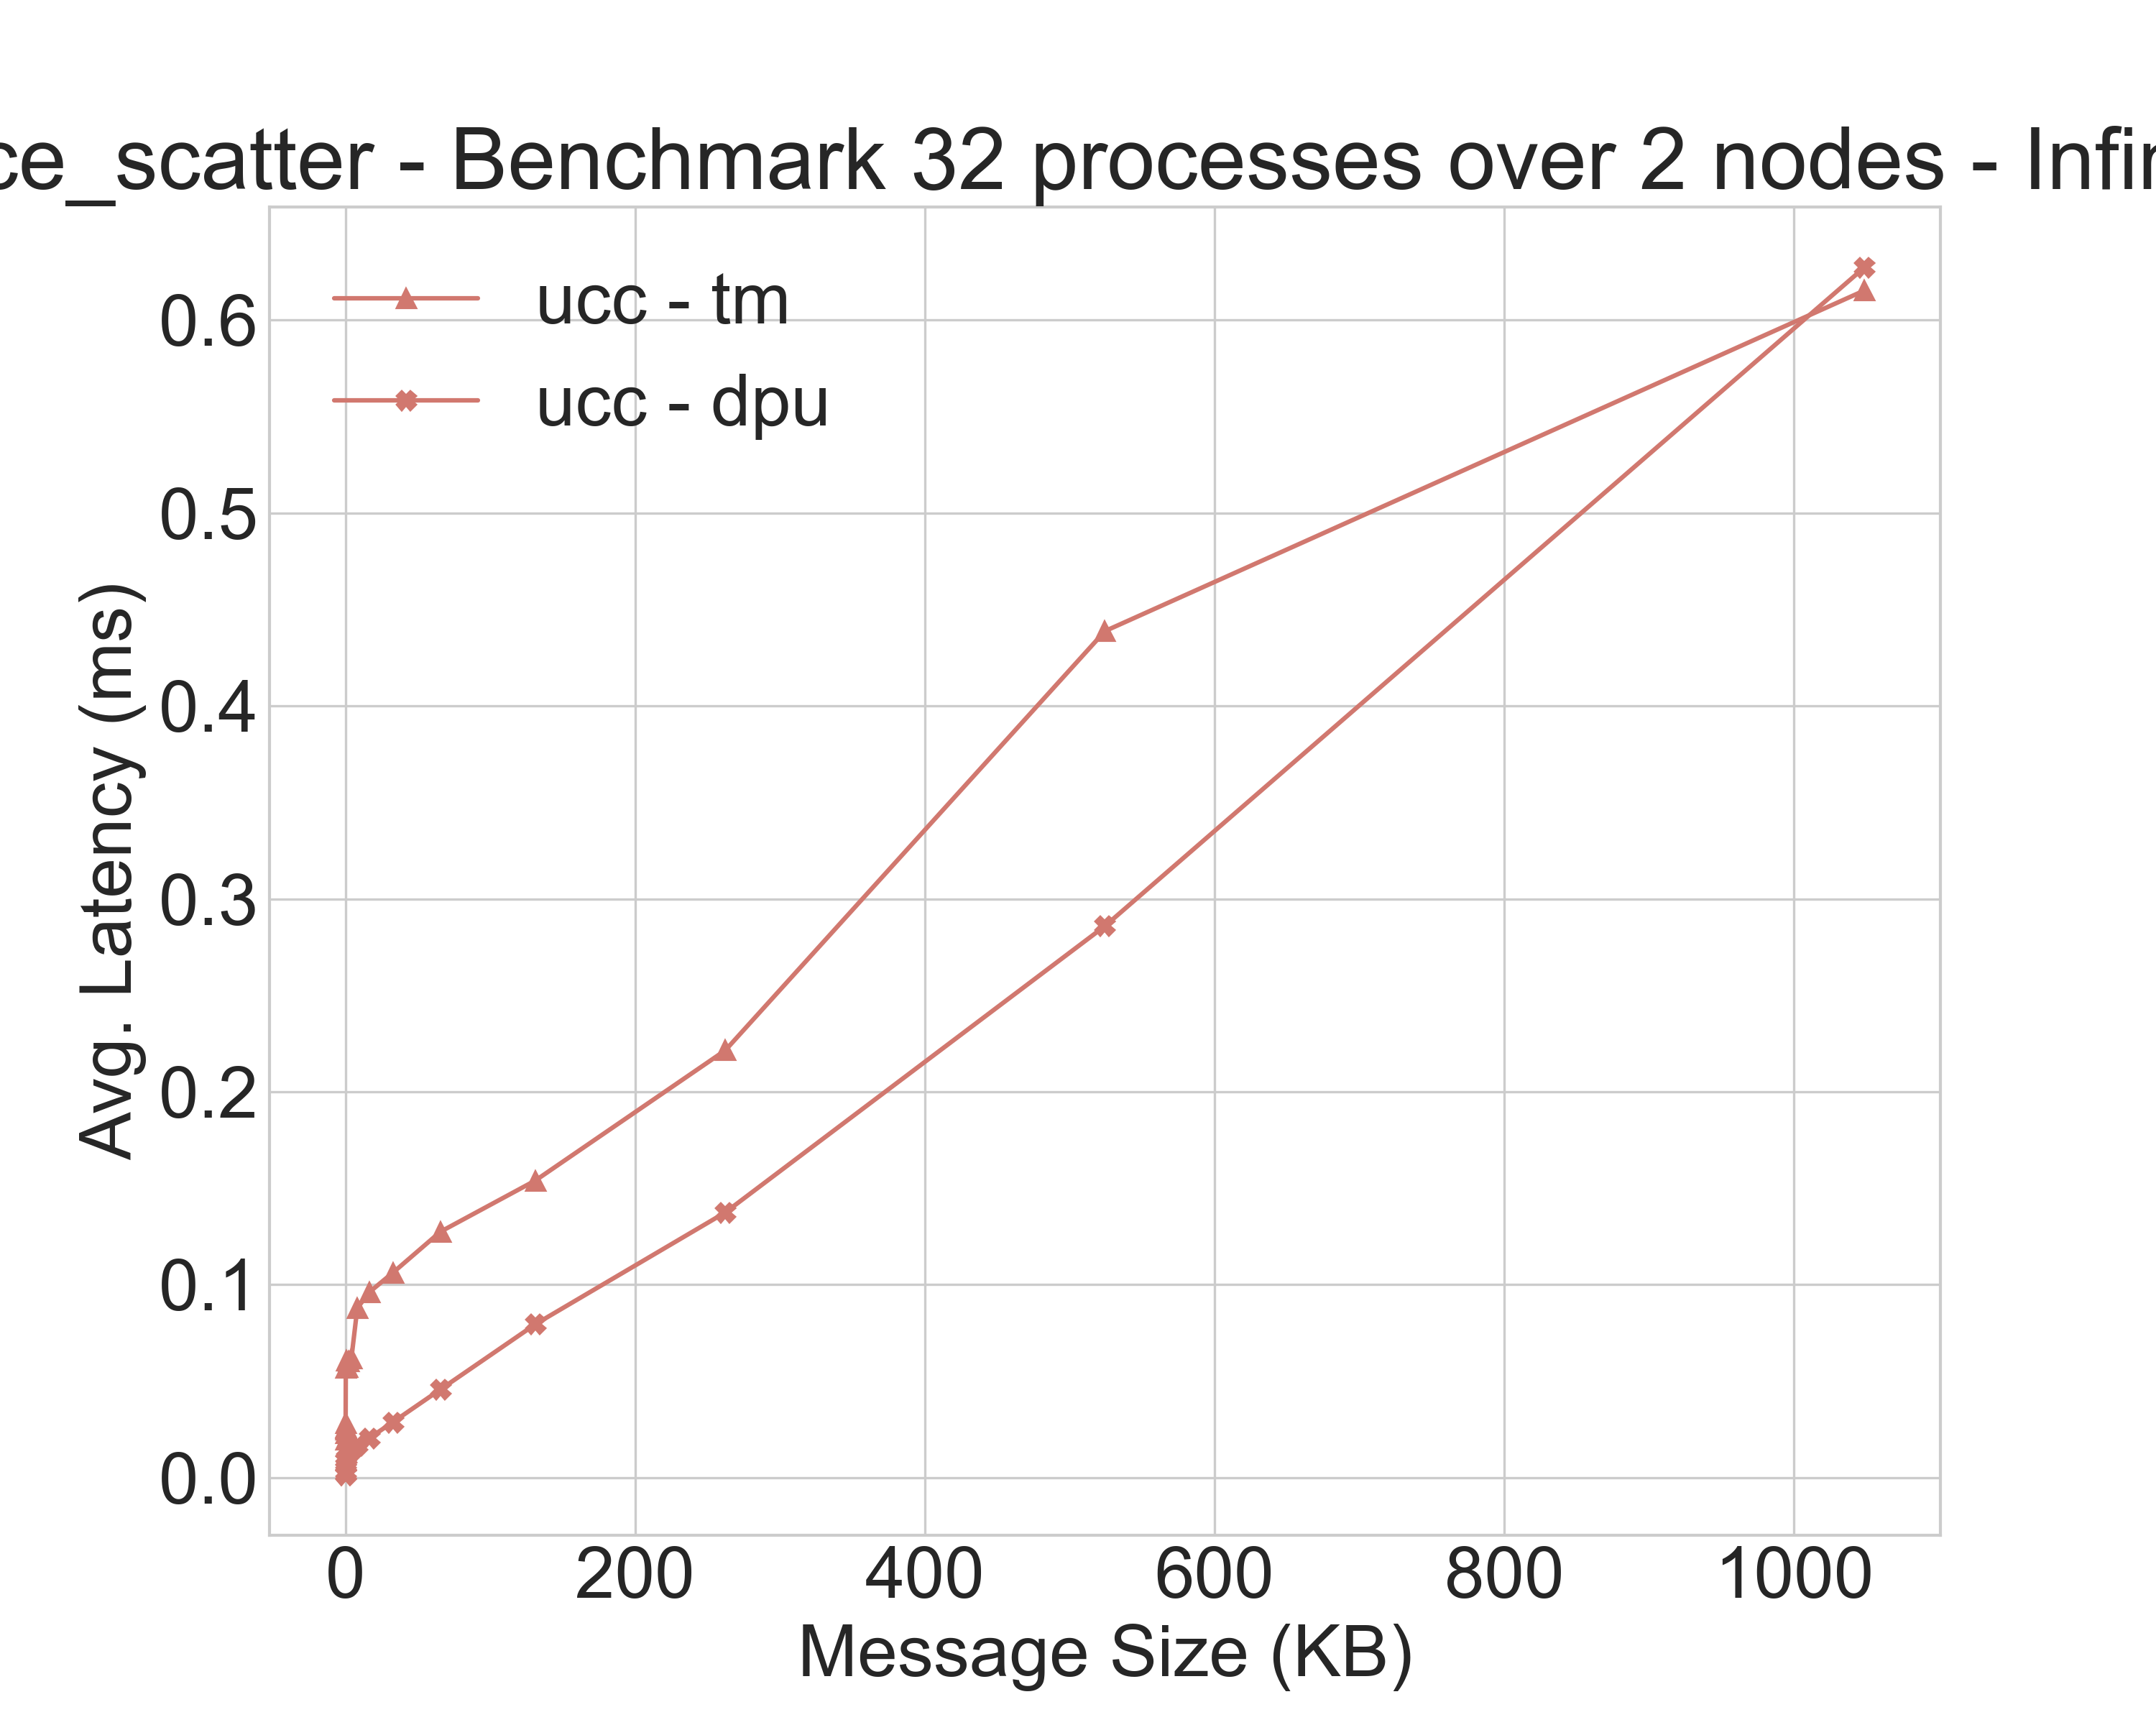 ce_scatter - Benchmark 32 processes over 2 nodes - Infin
ucc - tm
ucc - dpu
0.6
0.5
0.4
0.3
0.2
0.1
0.0
Avg. Latency (ms)
0 200 400 600 800 1000
Message Size (KB)